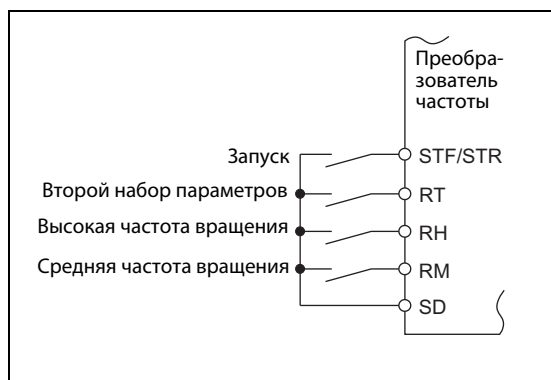 Преобра-
зователь
частоты
Запуск
STF/STR
Второй набор параметров
RT
Высокая частота вращения
RH
Средняя частота вращения
RM
SD